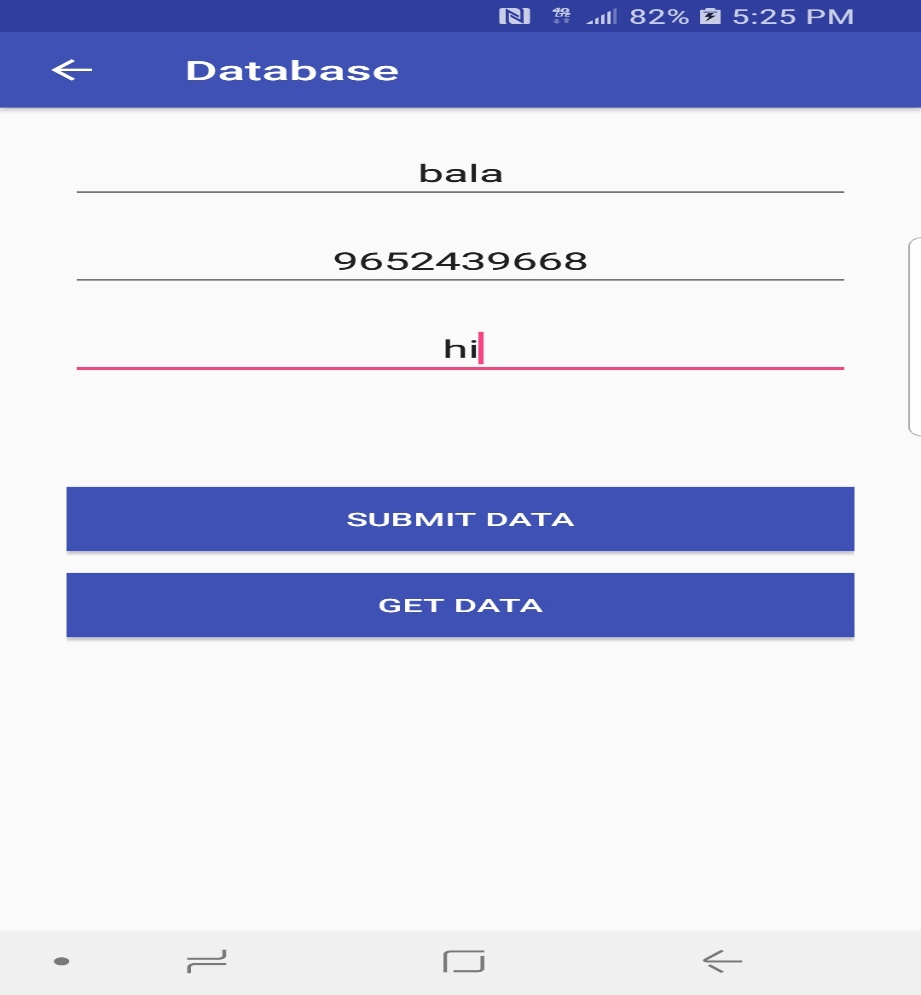 82% 5:25 PM
Database
bala
9652439668
hi
SUBMIT DATA
GET DATA